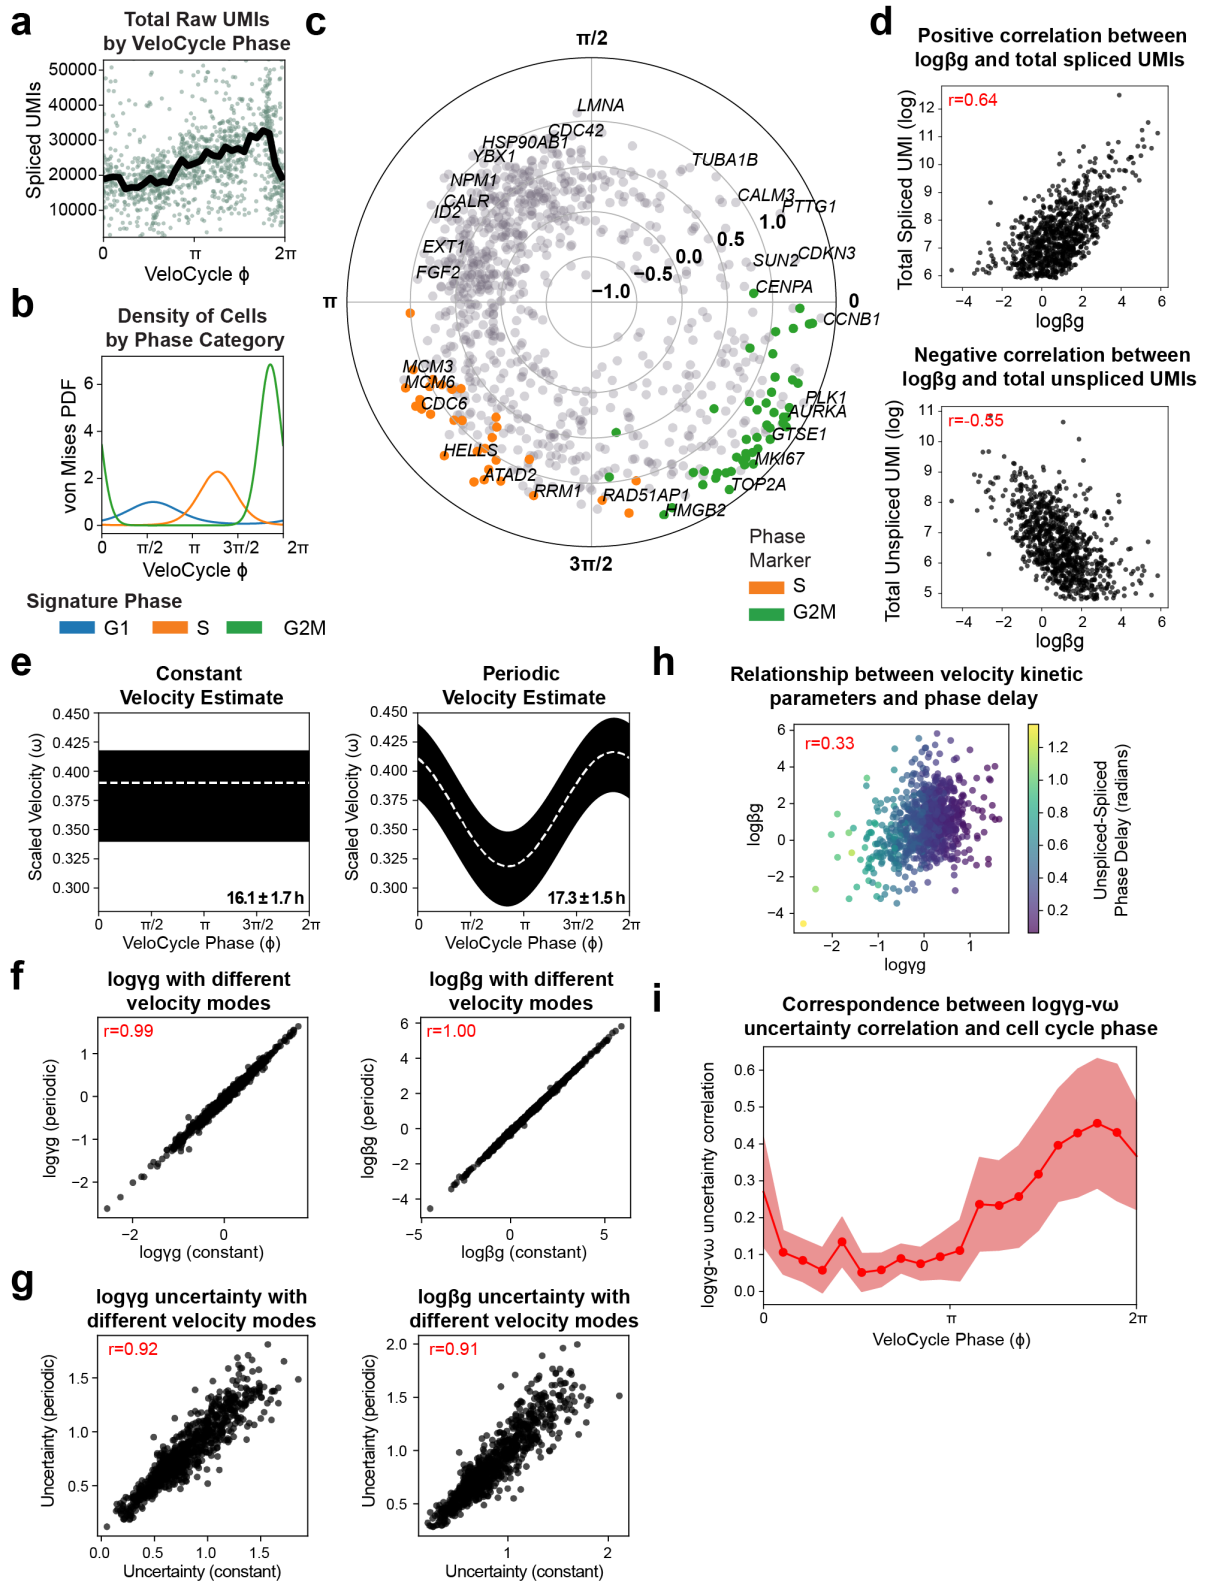 a
Total Raw UMIs
by VeloCycle Phase
Spliced UMIs
50000
40000
30000
20000
10000
0
π
2π
VeloCycle ϕ
b
Density of Cells
by Phase Category
von Mises PDF
6
4
2
0
0
π/2
π
3π/2
2π
VeloCycle ϕ
Signature Phase
G1
S
G2M
c
π/2
π
0
3π/2
LMNA
CDC42
HSP90AB1
YBX1
NPM1
CALR
ID2
EXT1
FGF2
TUBA1B
CALM3
PTTG1
1.0
0.5
0.0
−0.5
−1.0
SUN2
CDKN3
CENPA
CCNB1
MCM3
MCM6
CDC6
HELLS
ATAD2
RRM1
RAD51AP1
HMGB2
TOP2A
MKI67
GTSE1
AURKA
PLK1
Phase
Marker
S
G2M
d
Positive correlation between
logβg and total spliced UMIs
r=0.64
Total Spliced UMI (log)
12
11
10
9
8
7
6
−4
−2
0
2
4
6
logβg
Negative correlation between
logβg and total unspliced UMIs
r=-0.55
Total Unspliced UMI (log)
11
10
9
8
7
6
5
−4
−2
0
2
4
6
logβg
e
Constant
Velocity Estimate
Scaled Velocity (ω)
0.450
0.425
0.400
0.375
0.350
0.325
0.300
16.1 ± 1.7 h
0
π/2
π
3π/2
2π
VeloCycle Phase (ϕ)
Periodic
Velocity Estimate
Scaled Velocity (ω)
0.450
0.425
0.400
0.375
0.350
0.325
0.300
17.3 ± 1.5 h
0
π/2
π
3π/2
2π
VeloCycle Phase (ϕ)
f
logγg with different
velocity modes
r=0.99
logγg (periodic)
1
0
−1
−2
−2
0
logγg (constant)
logβg with different
velocity modes
r=1.00
logβg (periodic)
6
4
2
0
−2
−4
−5
0
5
logβg (constant)
g
logγg uncertainty with
different velocity modes
r=0.92
Uncertainty (periodic)
1.5
1.0
0.5
0.0
0.5
1.0
1.5
Uncertainty (constant)
logβg uncertainty with
different velocity modes
r=0.91
Uncertainty (periodic)
2.0
1.5
1.0
0.5
1
2
Uncertainty (constant)
h
Relationship between velocity kinetic
parameters and phase delay
r=0.33
logβg
6
4
2
0
−2
−4
−2
−1
0
1
logγg
1.2
1.0
0.8
0.6
0.4
0.2
Unspliced-Spliced
Phase Delay (radians)
i
Correspondence between logγg-νω
uncertainty correlation and cell cycle phase
logγg-νω uncertainty correlation
0.6
0.5
0.4
0.3
0.2
0.1
0.0
0
π
2π
VeloCycle Phase (ϕ)